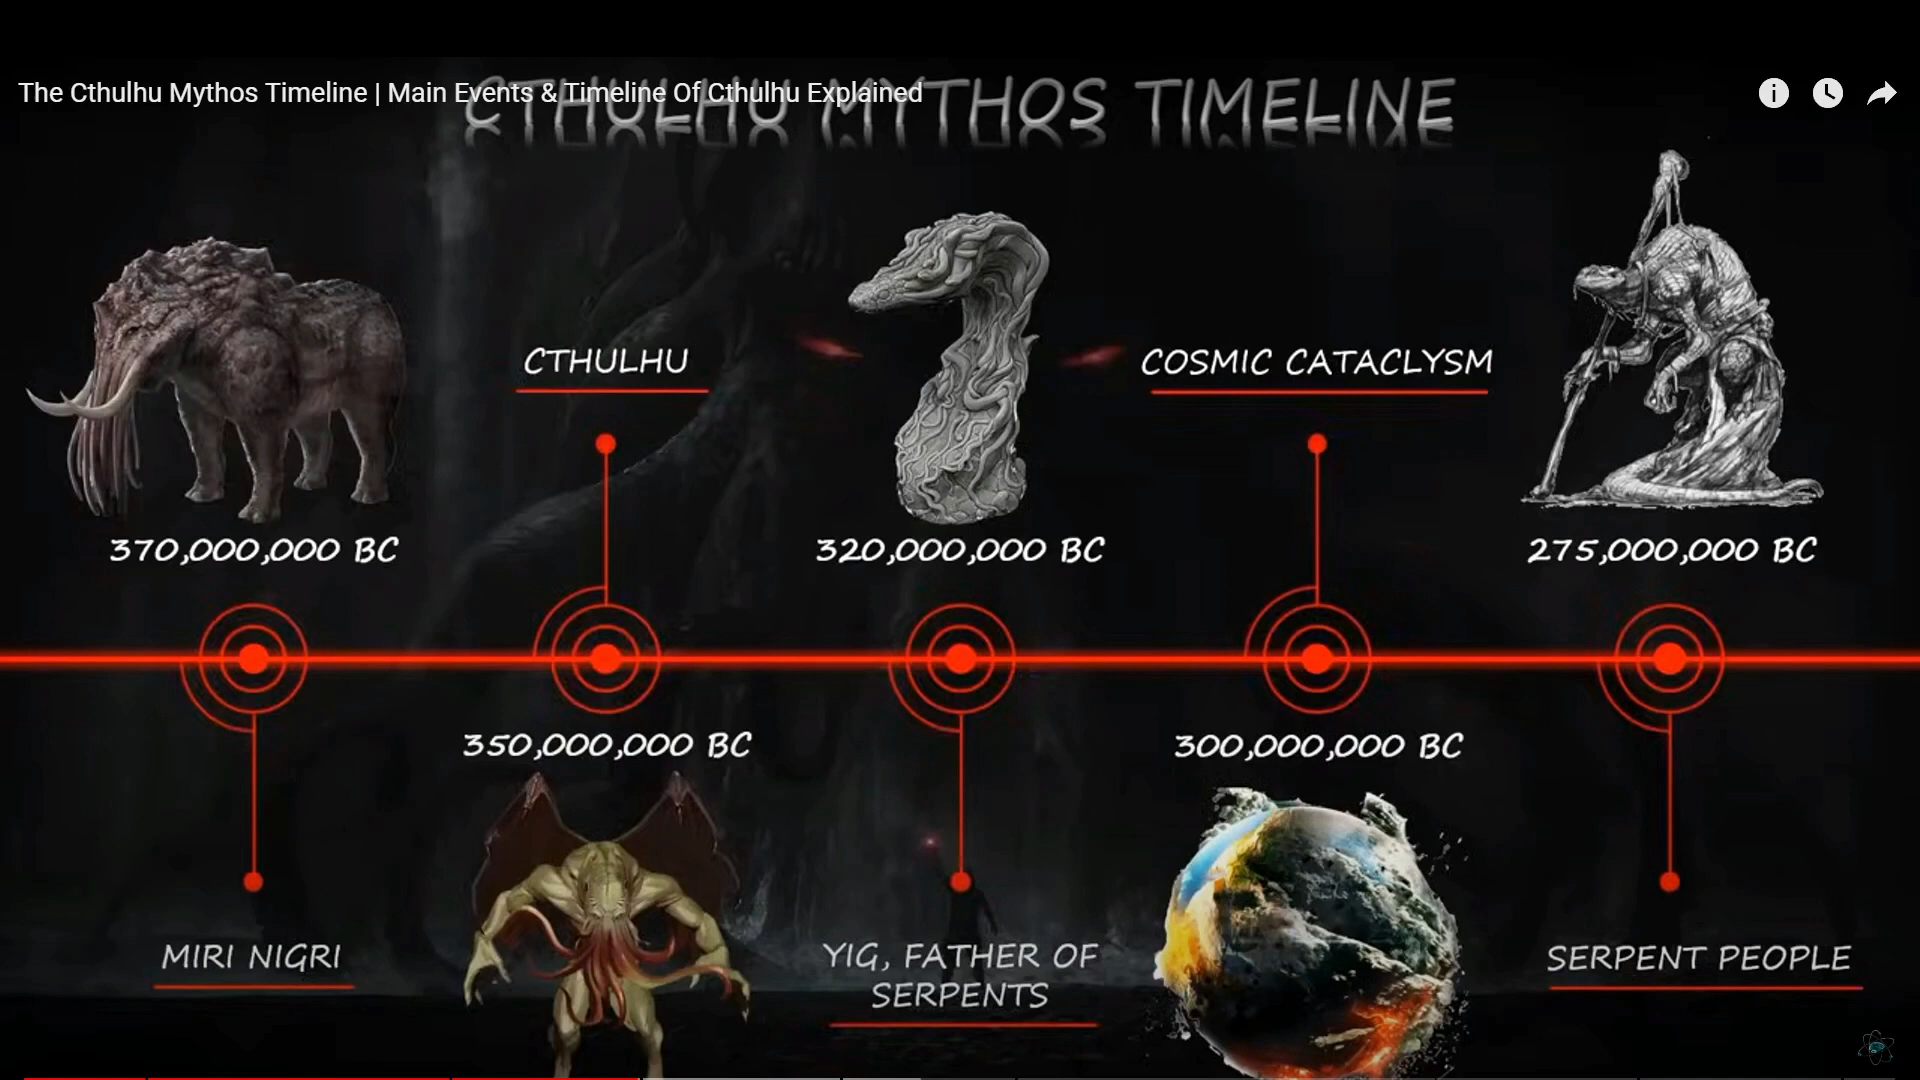 The Cthulhu Mythos Timeline | Main Events & Timeline Of Cthulhu Explained
CTHULHU MYTHOS TIMELINE
CTHULHU
COSMIC CATACLYSM
370,000,000 BC
320,000,000 BC
275,000,000 BC
350,000,000 BC
300,000,000 BC
MIRI NIGRI
YIG, FATHER OF
SERPENTS
SERPENT PEOPLE